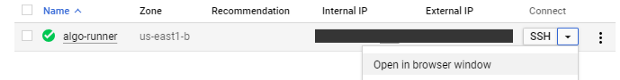 Name Zone Recommendation Internal IP External IP Connect
algo-runner us-east1-b SSH
Open in browser window